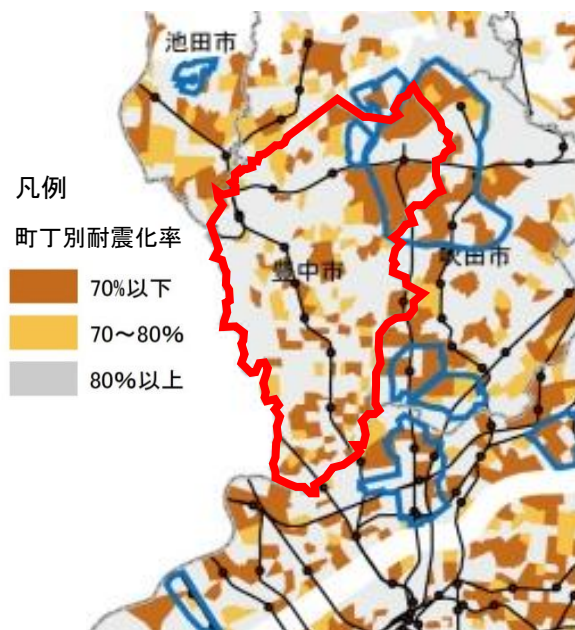 池田市
凡例
町丁別耐震化率
70%以下
70～80%
80%以上
豊中市
吹田市